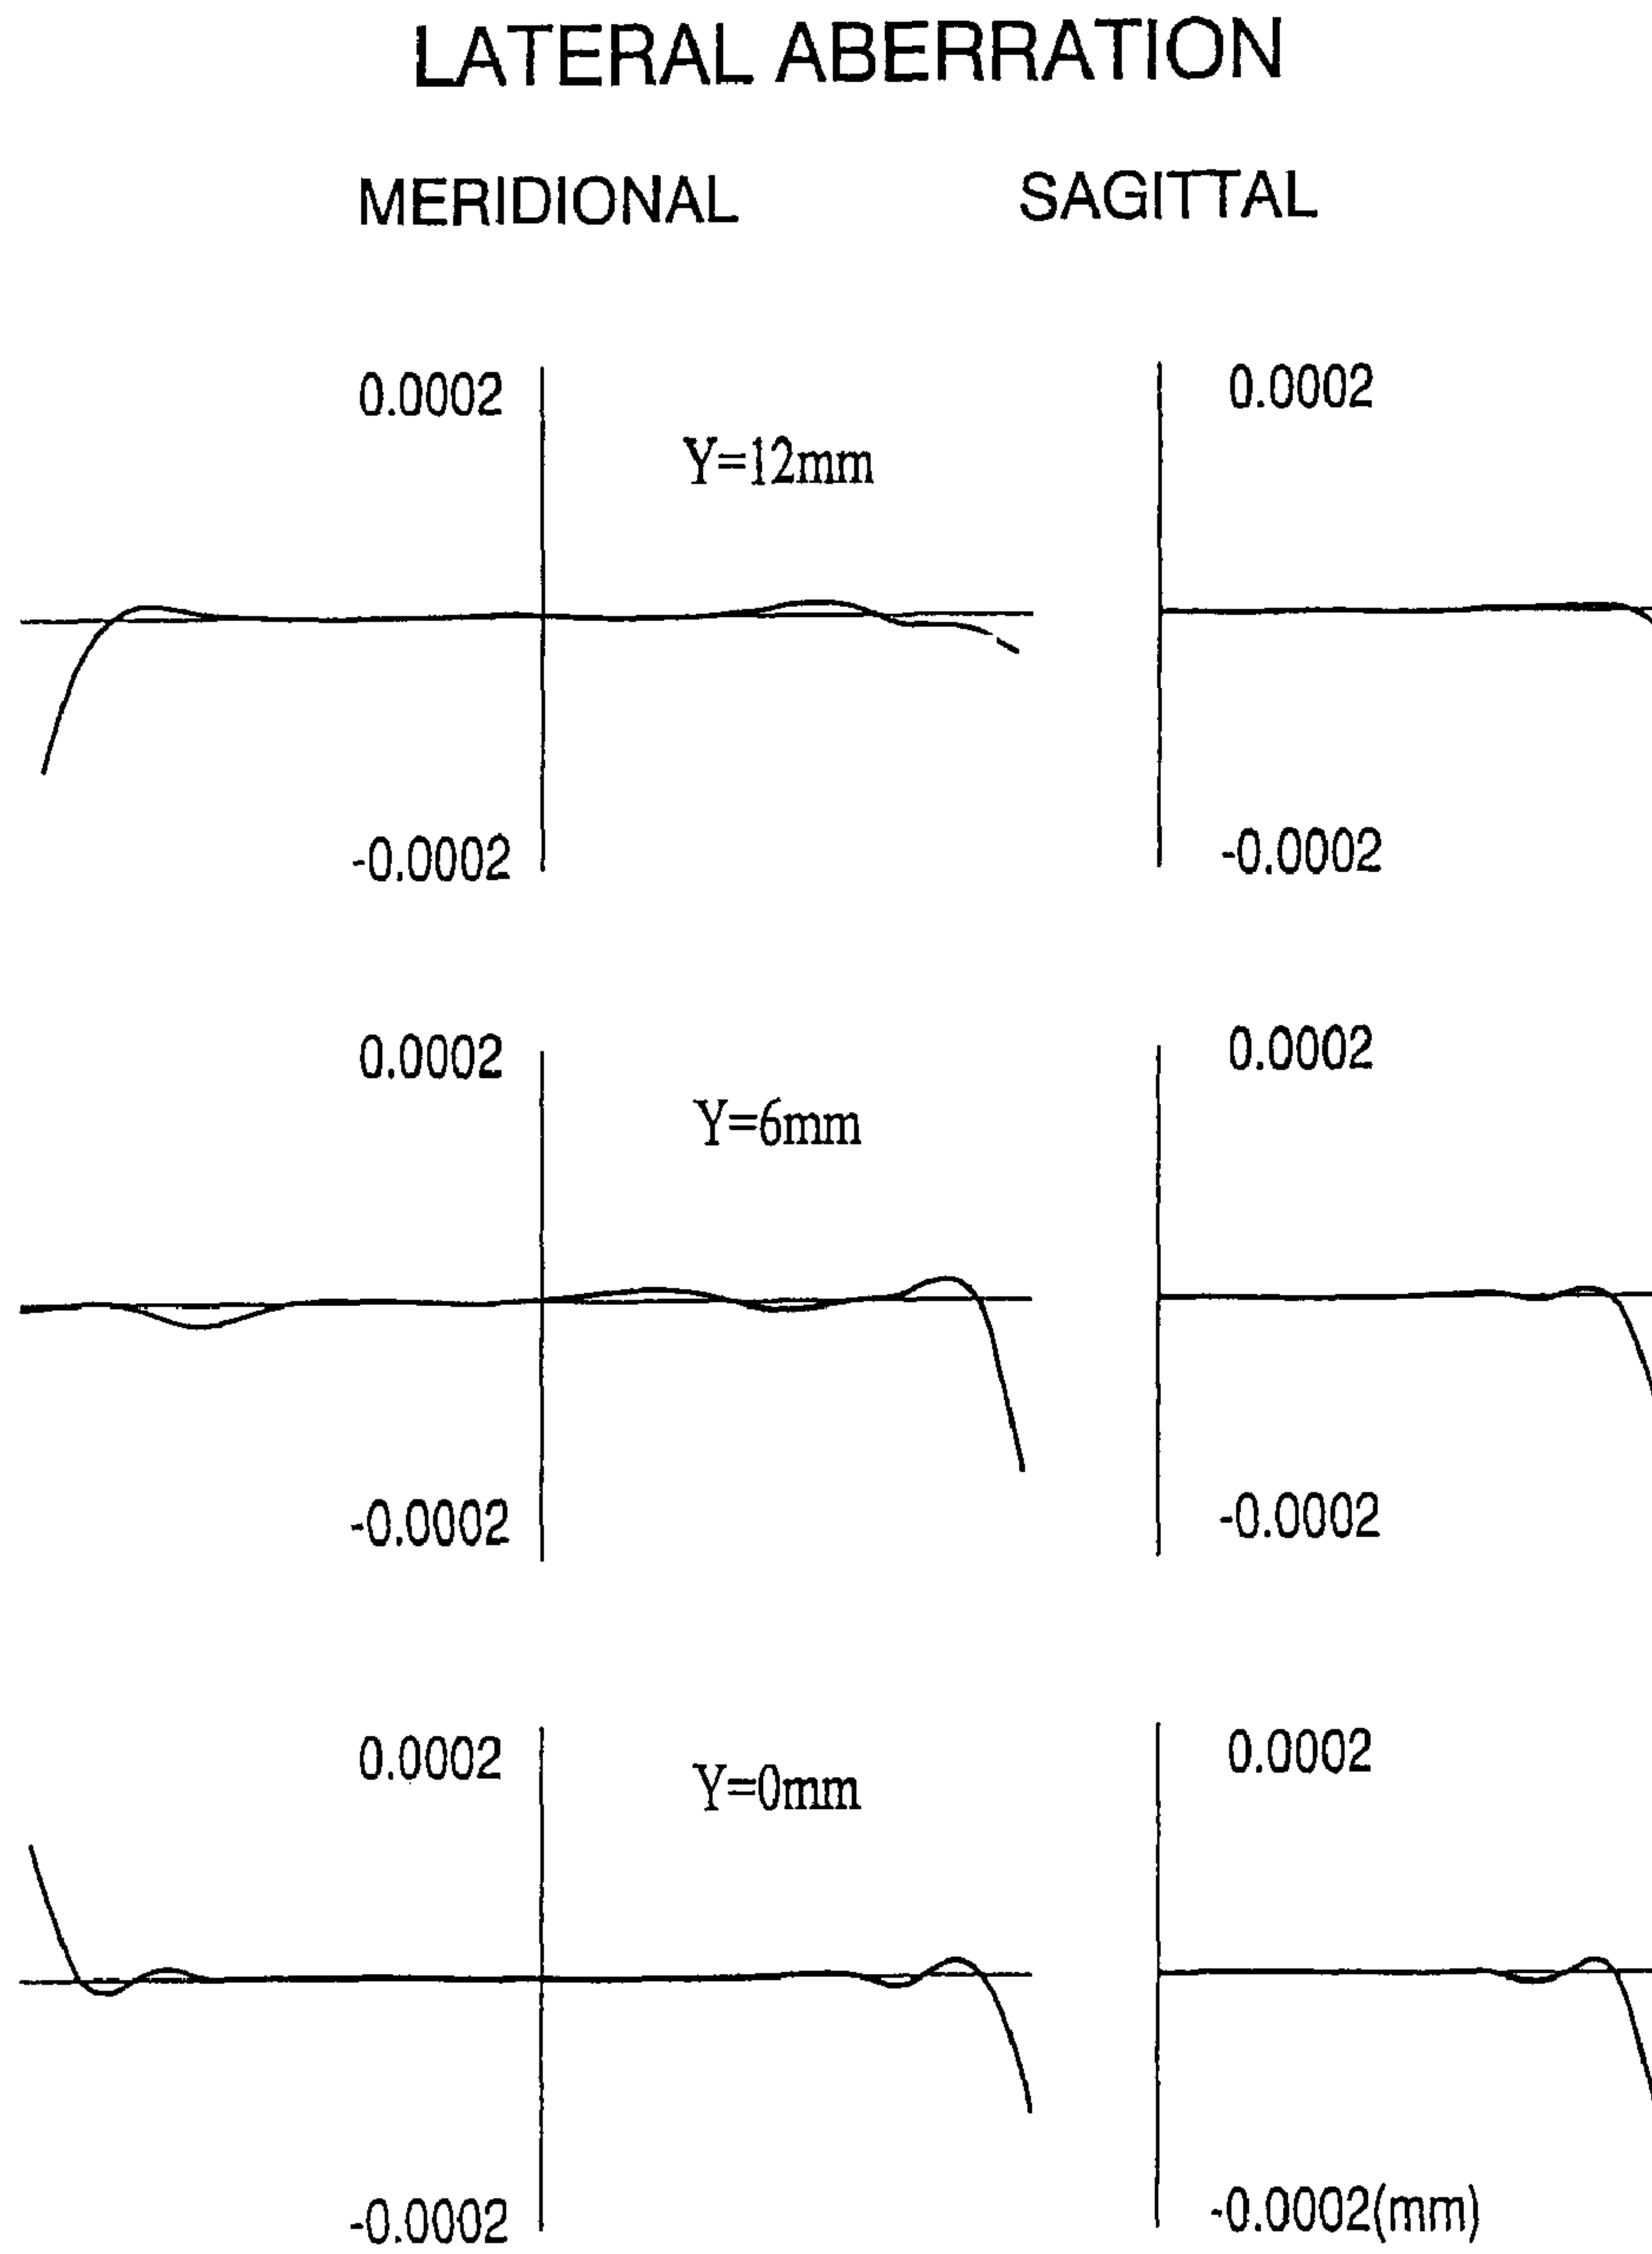 LATERAL ABERRATION
MERIDIONAL SAGITTAL
0.0002 0.0002
Y=12mm
-0.0002 -0.0002
0.0002 0.0002
Y=6mm
-0.0002 -0.0002
0.0002 0.0002
Y=0mm
-0.0002 -0.0002(mm)